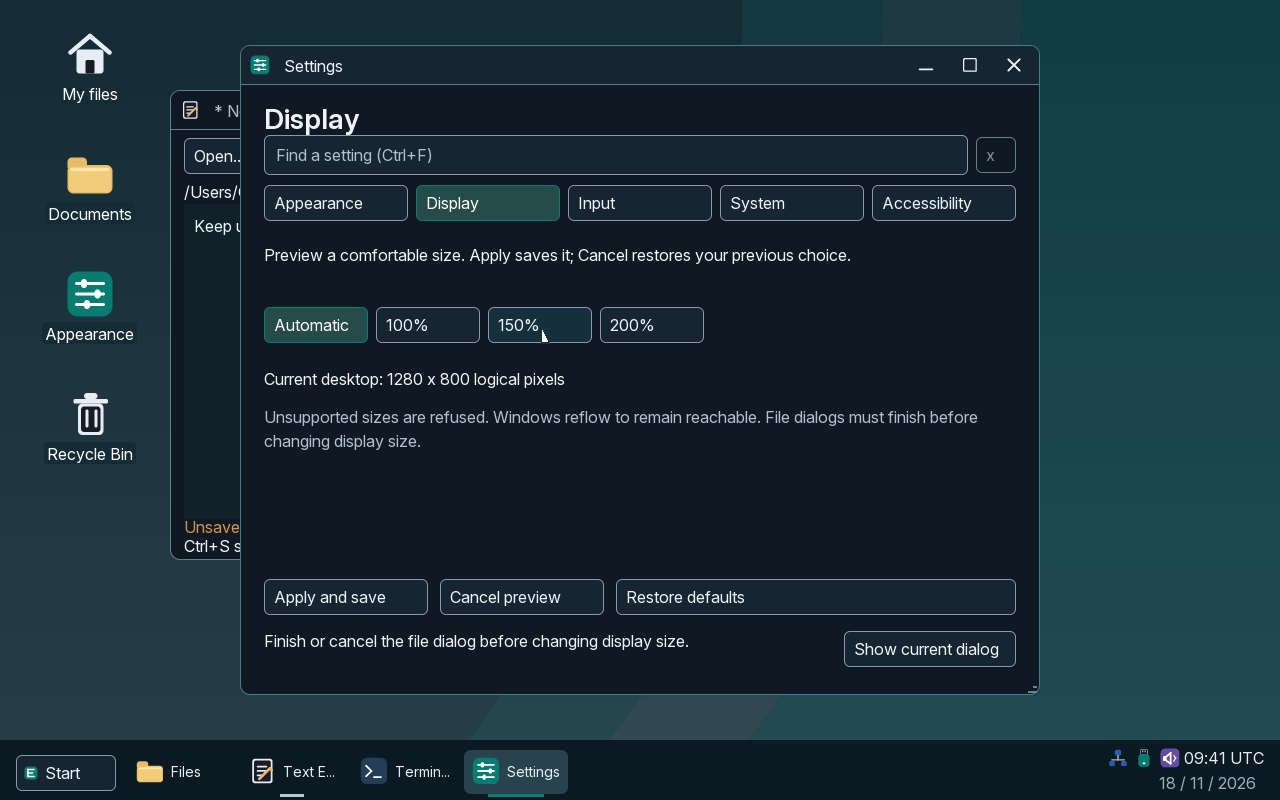 My files
Documents
Appearance
Recycle Bin
* N
Open..
/Users/
Keep u
Unsave
Ctrl+S s
Settings
Display
Find a setting (Ctrl+F)
x
Appearance
Display
Input
System
Accessibility
Preview a comfortable size. Apply saves it; Cancel restores your previous choice.
Automatic
100%
150%
200%
Current desktop: 1280 x 800 logical pixels
Unsupported sizes are refused. Windows reflow to remain reachable. File dialogs must finish before
changing display size.
Apply and save
Cancel preview
Restore defaults
Finish or cancel the file dialog before changing display size.
Show current dialog
Start
Files
Text E...
Termin...
Settings
09:41 UTC
18 / 11 / 2026